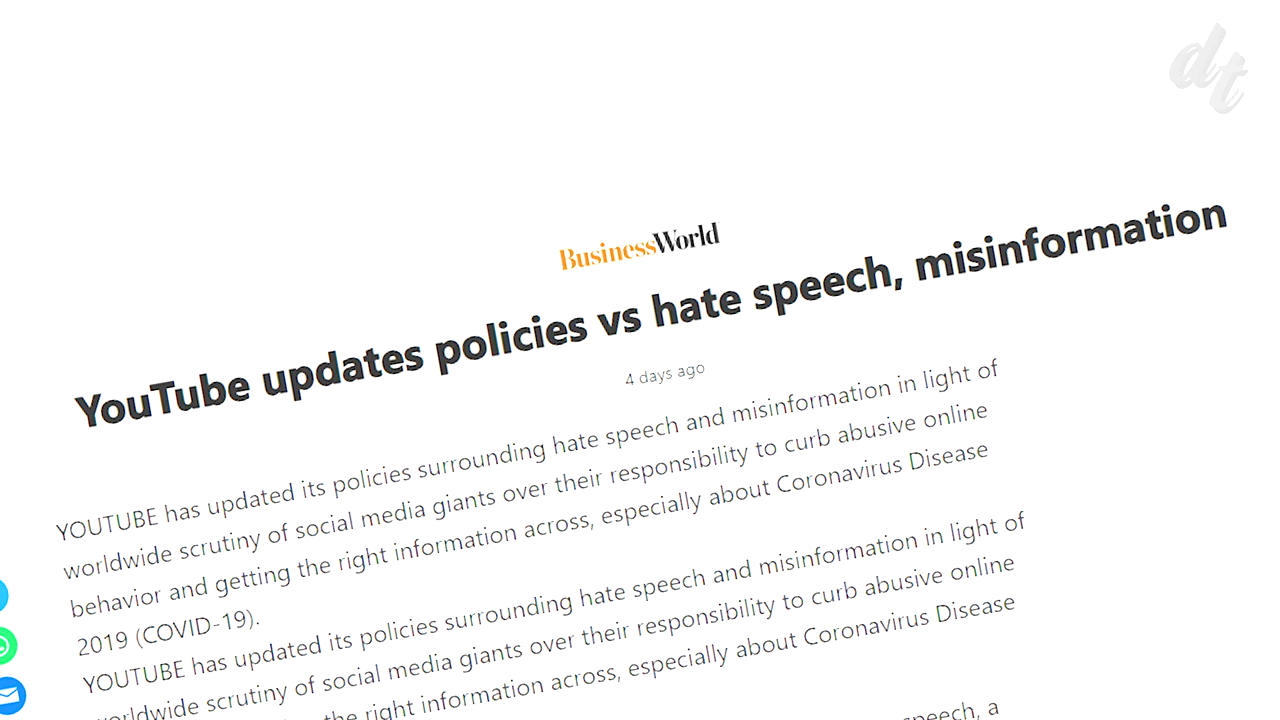 dt
BusinessWorld
YouTube updates policies vs hate speech, misinformation
4 days ago
YOUTUBE has updated its policies surrounding hate speech and misinformation in light of
worldwide scrutiny of social media giants over their responsibility to curb abusive online
behavior and getting the right information across, especially about Coronavirus Disease
2019 (COVID-19).
YOUTUBE has updated its policies surrounding hate speech and misinformation in light of
worldwide scrutiny of social media giants over their responsibility to curb abusive online
the right information across, especially about Coronavirus Disease
speech, a